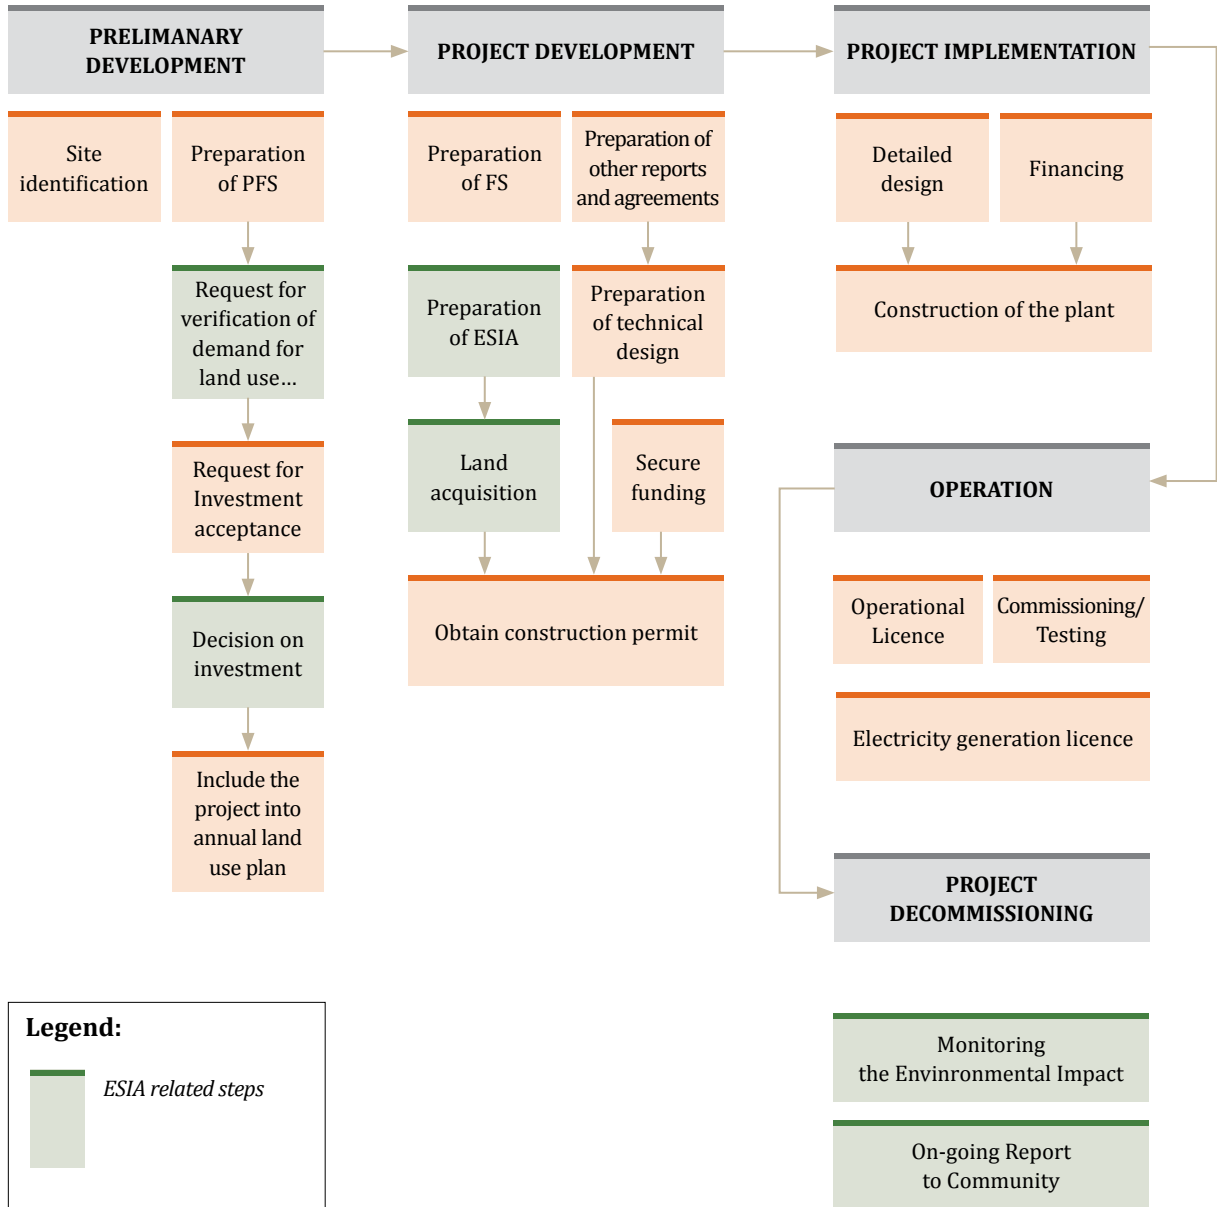 PRELIMANARY
DEVELOPMENT
Site
identification
Preparation
of PFS
Request for
verification of
demand for
land use…
Request for
Investment
acceptance
Decision on
investment
Include the
project into
annual land
use plan
PROJECT DEVELOPMENT
Preparation
of FS
Preparation of
other reports
and agreements
Preparation
of ESIA
Preparation
of technical
design
Land
acquisition
Secure
funding
Obtain construction permit
PROJECT IMPLEMENTATION
Detailed
design
Financing
Construction of the plant
OPERATION
Operational
Licence
Commissioning/
Testing
Electricity generation licence
PROJECT
DECOMMISSIONING
Monitoring
the Envinronmental Impact
On-going Report
to Community
Legend:
ESIA related steps